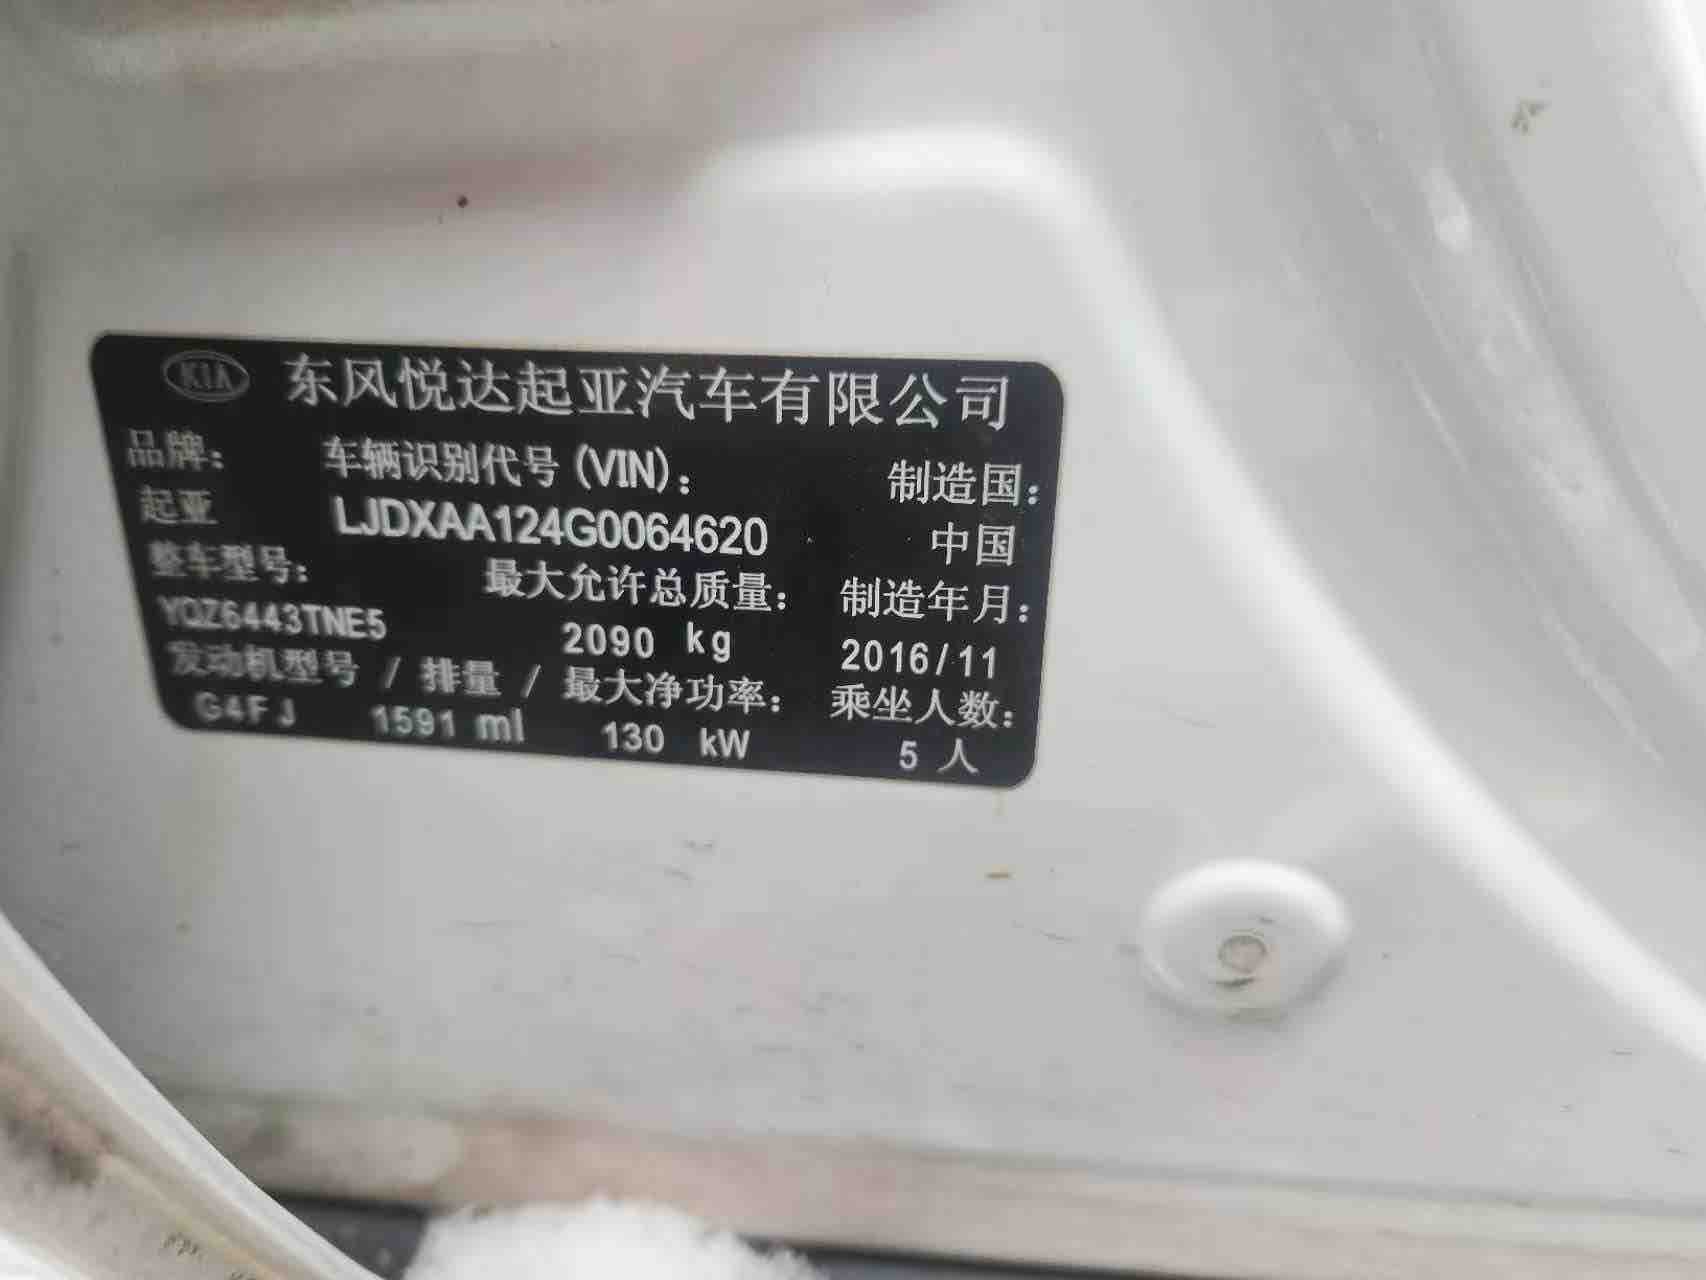 KIA 东风悦达起亚汽车有限公司
品牌: 车辆识别代号(VIN): 制造国:
起亚 LJDXAA124G0064620 中国
整车型号: 最大允许总质量: 制造年月:
YQZ6443TNE5 2090 kg 2016/11
发动机型号 / 排量 / 最大净功率: 乘坐人数:
G4FJ 1591 ml 130 kW 5 人